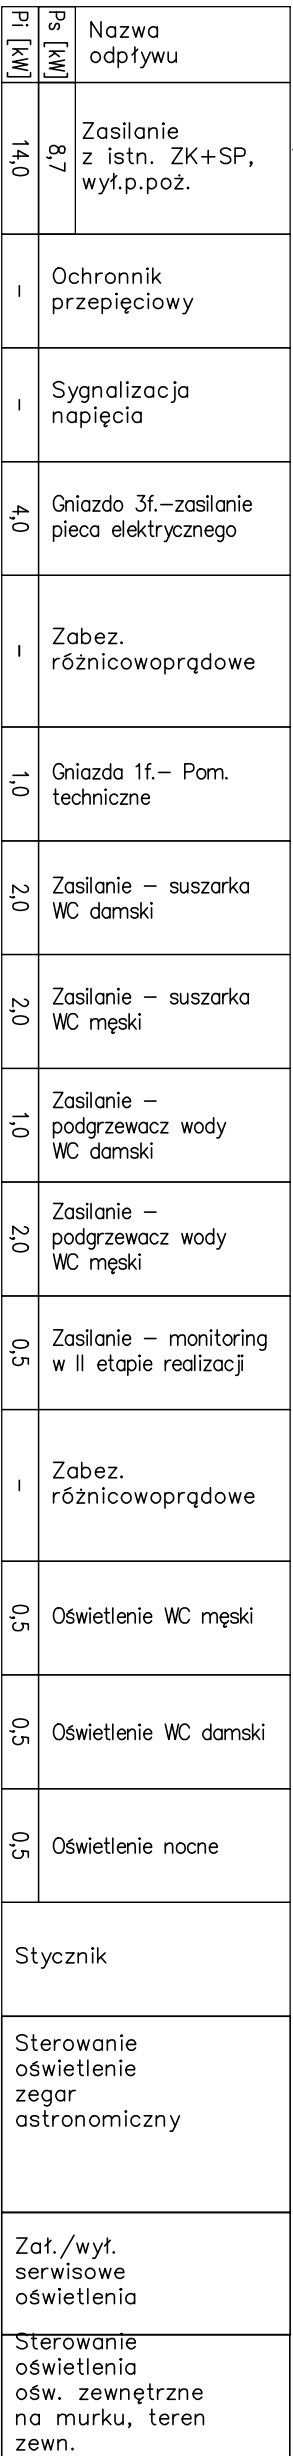 Pi [kW]
Ps [kW]
Nazwa
odpływu
14,0
8,7
Zasilanie
z istn. ZK+SP,
wył.p.poż.
–
Ochronnik
przepięciowy
–
Sygnalizacja
napięcia
4,0
Gniazdo 3f.–zasilanie
pieca elektrycznego
–
Zabez.
różnicowoprądowe
1,0
Gniazda 1f.– Pom.
techniczne
2,0
Zasilanie – suszarka
WC damski
2,0
Zasilanie – suszarka
WC męski
1,0
Zasilanie –
podgrzewacz wody
WC damski
2,0
Zasilanie –
podgrzewacz wody
WC męski
0,5
Zasilanie – monitoring
w II etapie realizacji
–
Zabez.
różnicowoprądowe
0,5
Oświetlenie WC męski
0,5
Oświetlenie WC damski
0,5
Oświetlenie nocne
Stycznik
Sterowanie
oświetlenie
zegar
astronomiczny
Zał./wył.
serwisowe
oświetlenia
Sterowanie
oświetlenia
ośw. zewnętrzne
na murku, teren
zewn.